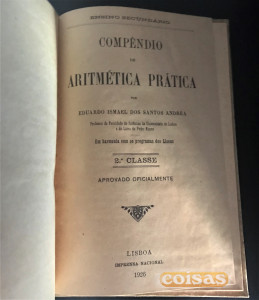 COMPÊNDIO
DE
ARITMÉTICA PRÁTICA
POR
EDUARDO ISMAEL DOS SANTOS ANDREA
Em harmonia com os programas dos Liceus
2.ª CLASSE
APROVADO OFICIALMENTE
LISBOA
IMPRENSA NACIONAL
1926
coisas